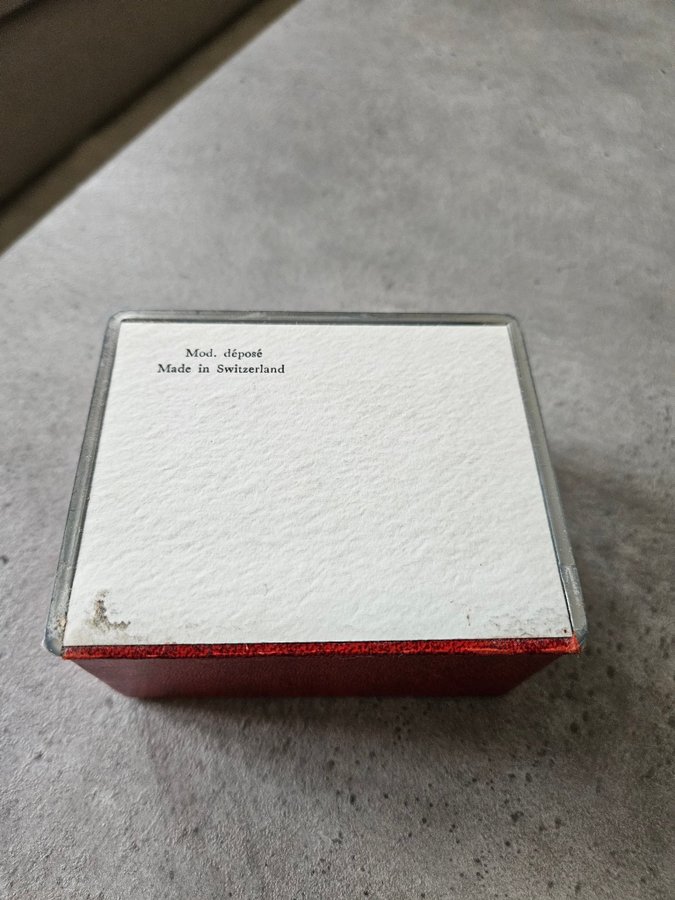 Mod. déposé
Made in Switzerland